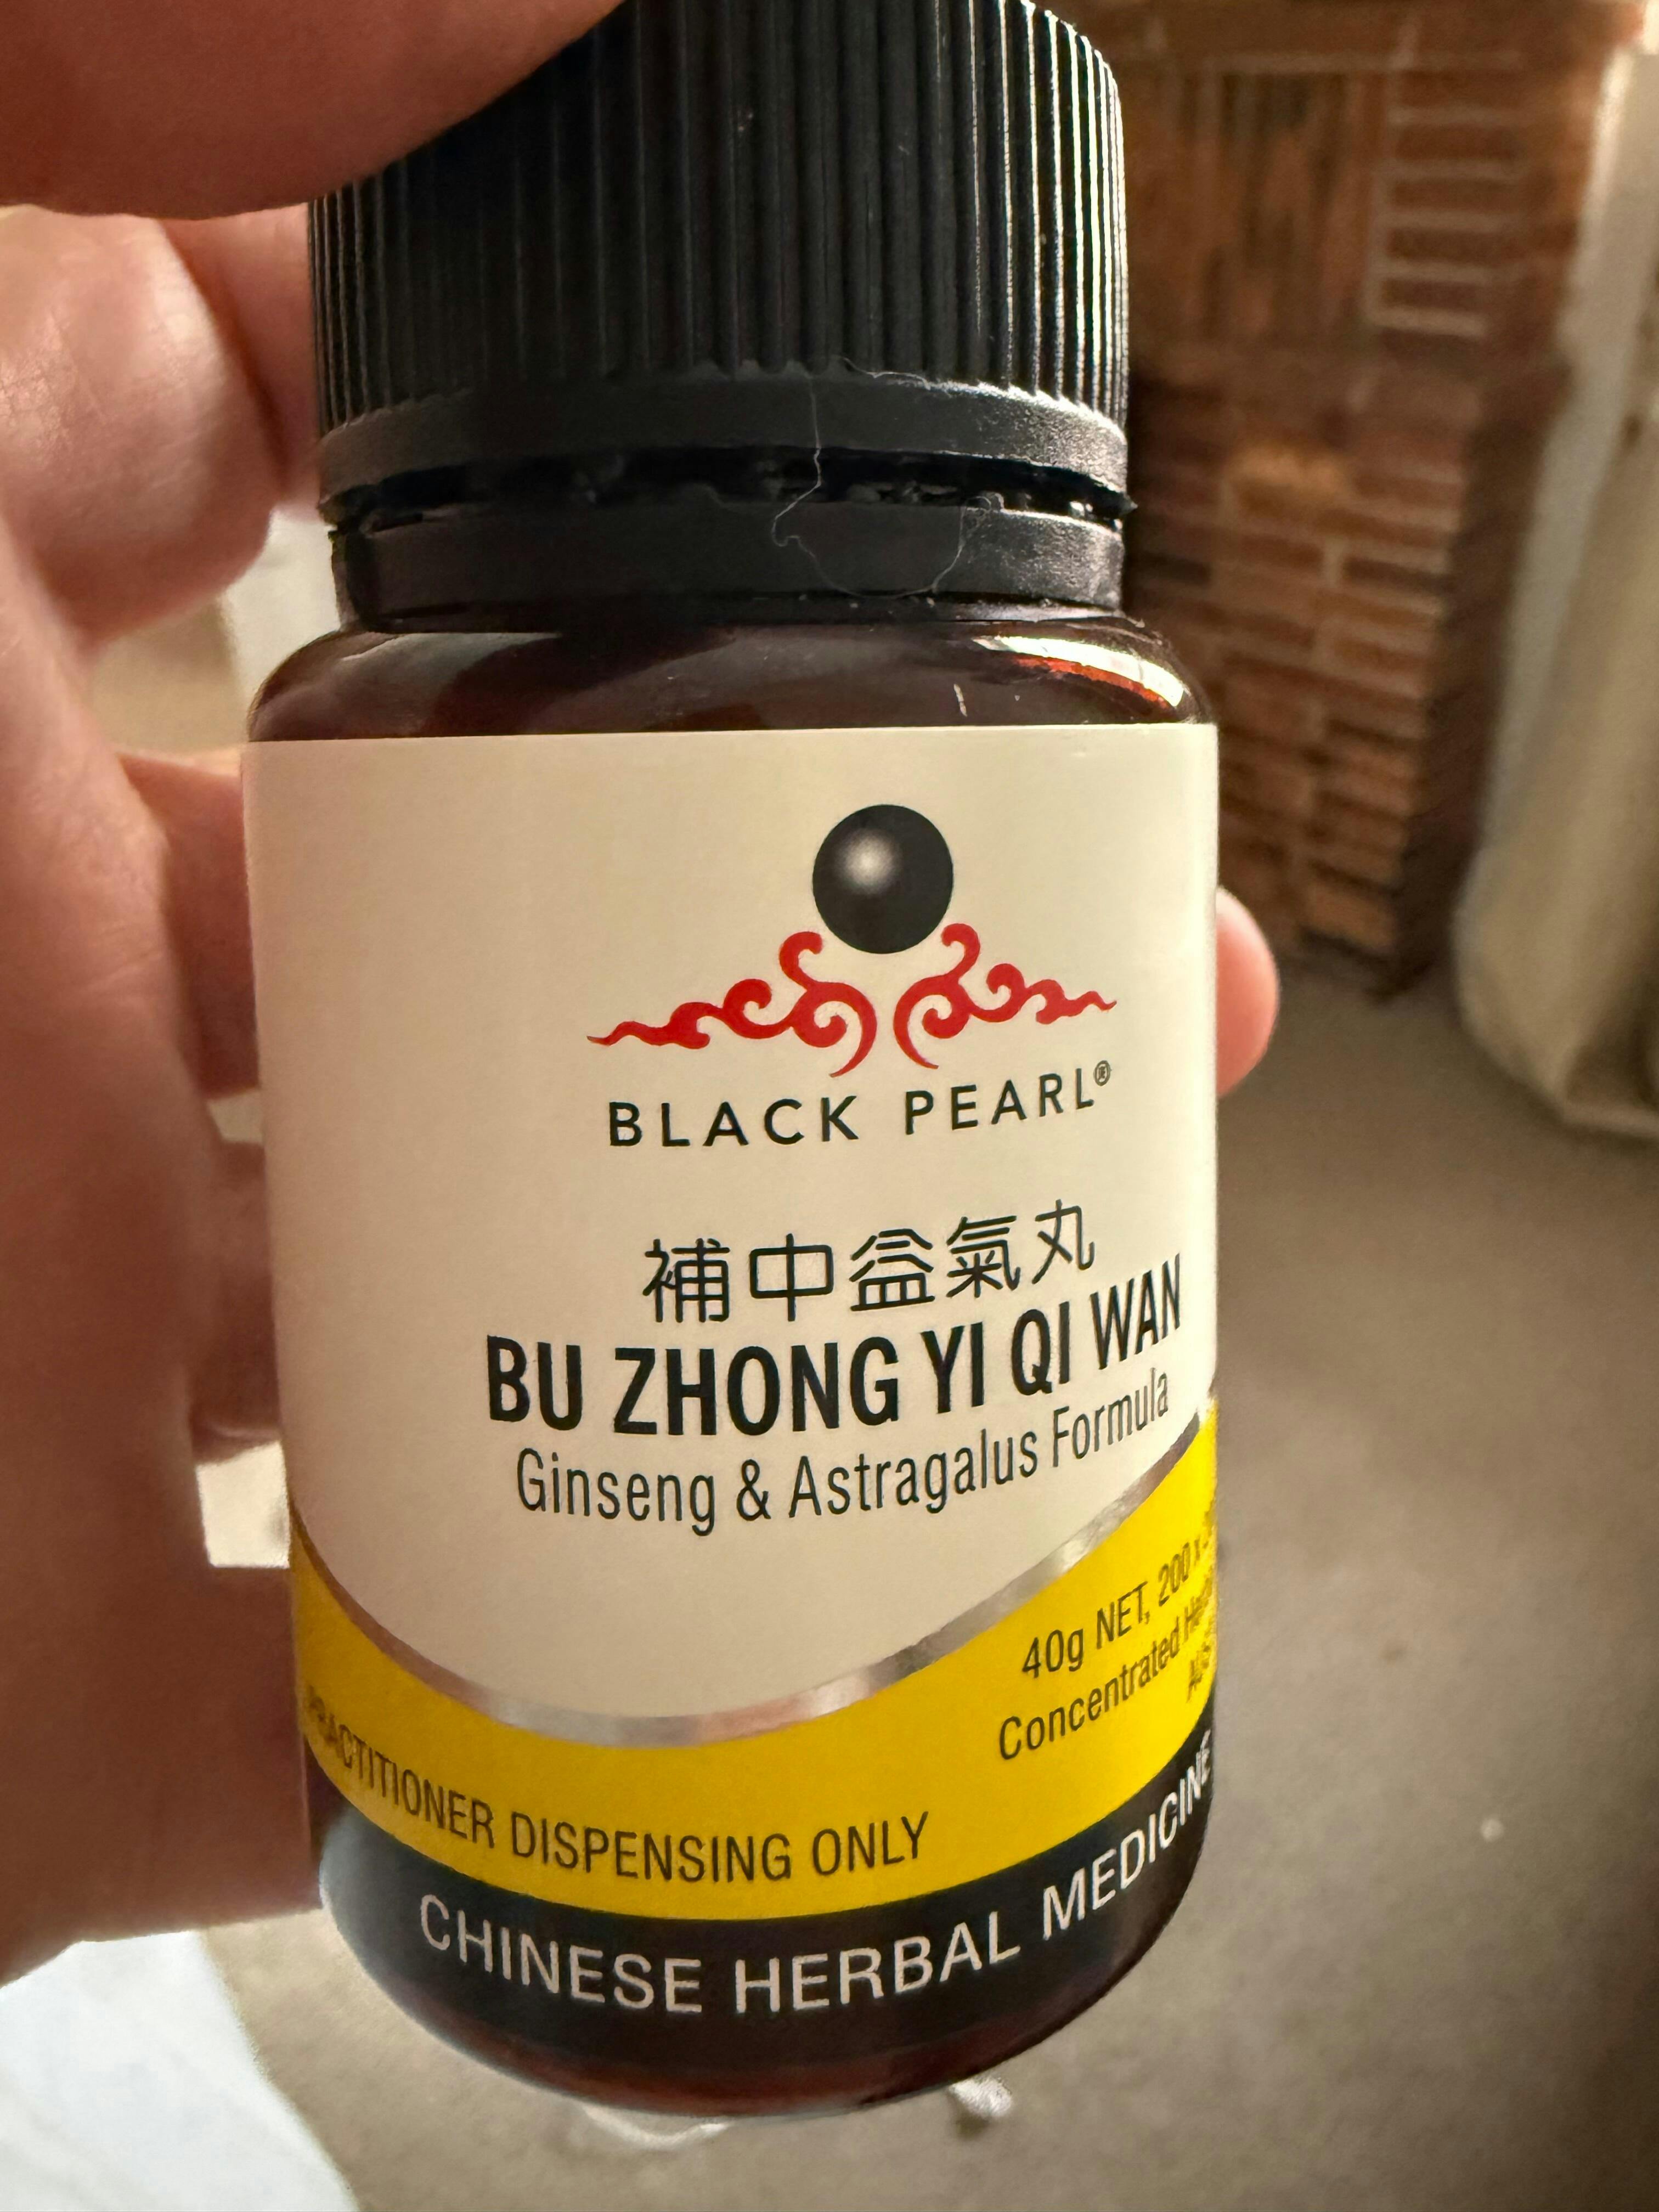 BLACK PEARL®
補中益氣丸
BU ZHONG YI QI WAN
Ginseng & Astragalus Formula
40g NET, 200 x
Concentrated
PRACTITIONER DISPENSING ONLY
CHINESE HERBAL MEDICINE